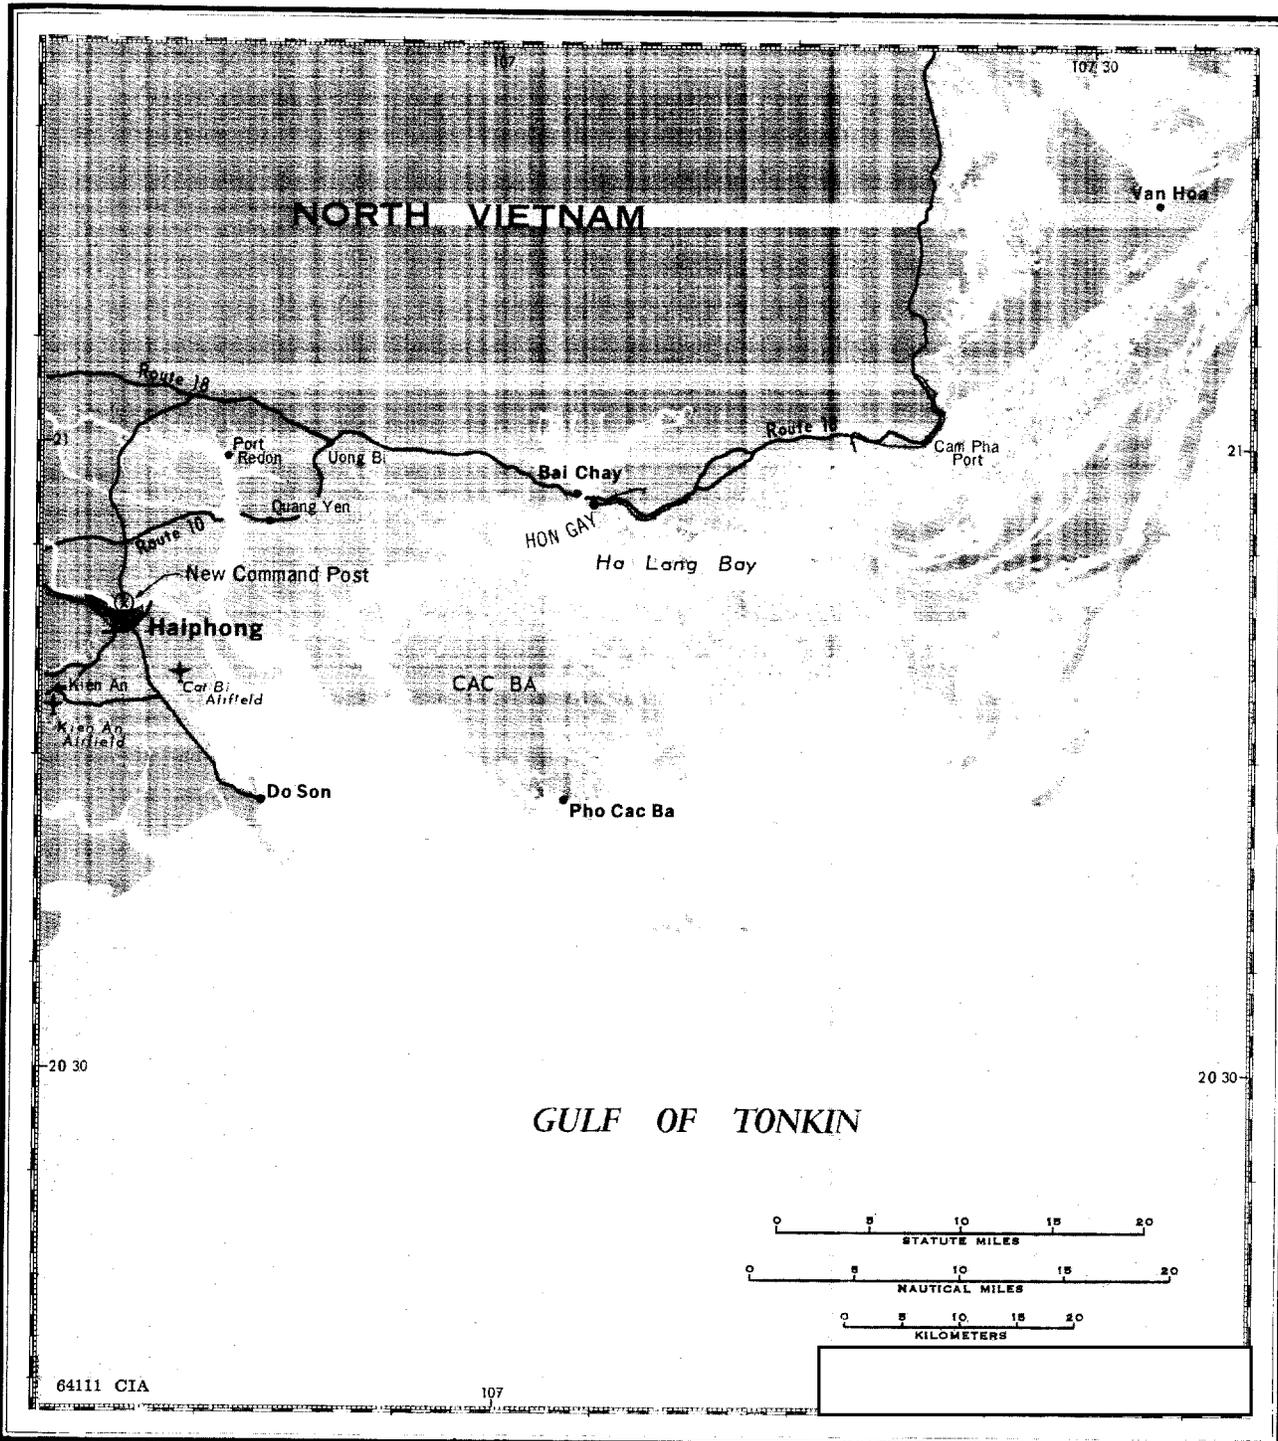 107
107 30
Van Hoa
NORTH VIETNAM
Route 18
21
Port
Redon
Uong Bi
Route
Cam Pha
Port
21
Bai Chay
Quang Yen
Route 10
HON GAY
Ha Lang Bay
New Command Post
Haiphong
Kien An
Cat Bi
Airfield
CAC BA
Kien An
Airfield
Do Son
Pho Cac Ba
20 30
20 30
GULF OF TONKIN
0 5 10 15 20
STATUTE MILES
0 5 10 15 20
NAUTICAL MILES
0 5 10 15 20
KILOMETERS
64111 CIA
107